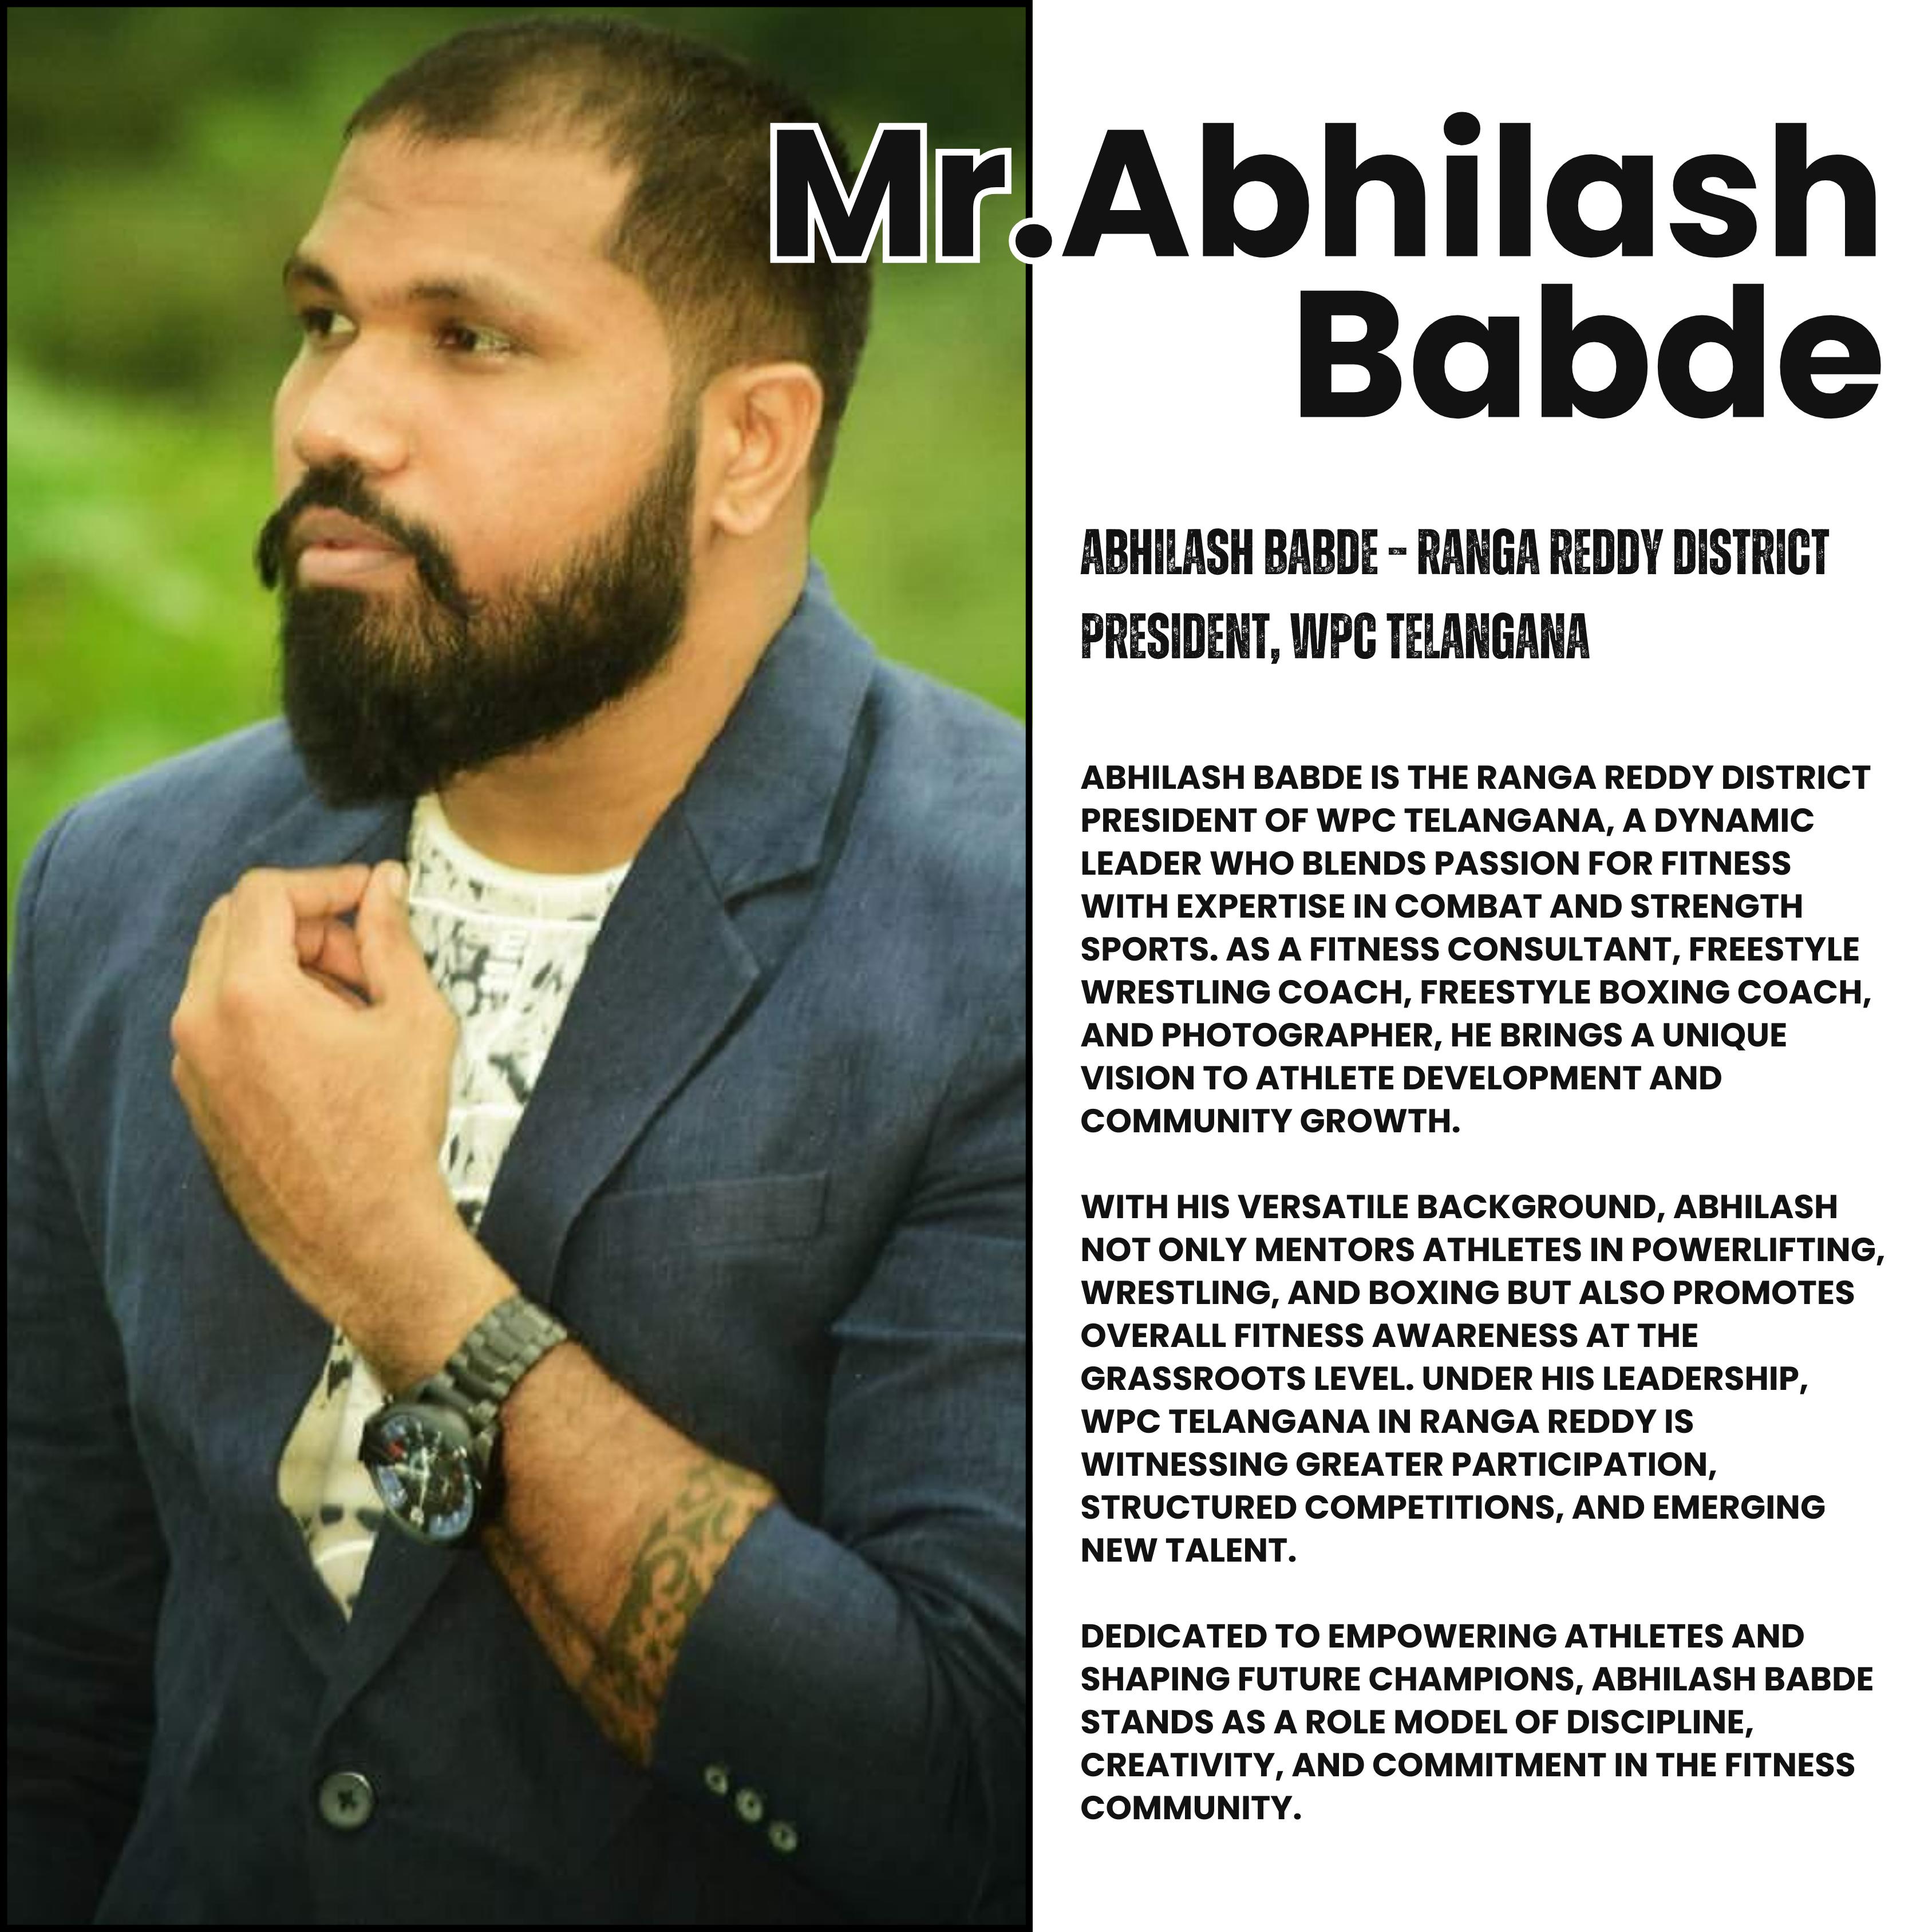 Mr.Abhilash
Babde
ABHILASH BABDE – RANGA REDDY DISTRICT
PRESIDENT, WPC TELANGANA
ABHILASH BABDE IS THE RANGA REDDY DISTRICT
PRESIDENT OF WPC TELANGANA, A DYNAMIC
LEADER WHO BLENDS PASSION FOR FITNESS
WITH EXPERTISE IN COMBAT AND STRENGTH
SPORTS. AS A FITNESS CONSULTANT, FREESTYLE
WRESTLING COACH, FREESTYLE BOXING COACH,
AND PHOTOGRAPHER, HE BRINGS A UNIQUE
VISION TO ATHLETE DEVELOPMENT AND
COMMUNITY GROWTH.
WITH HIS VERSATILE BACKGROUND, ABHILASH
NOT ONLY MENTORS ATHLETES IN POWERLIFTING,
WRESTLING, AND BOXING BUT ALSO PROMOTES
OVERALL FITNESS AWARENESS AT THE
GRASSROOTS LEVEL. UNDER HIS LEADERSHIP,
WPC TELANGANA IN RANGA REDDY IS
WITNESSING GREATER PARTICIPATION,
STRUCTURED COMPETITIONS, AND EMERGING
NEW TALENT.
DEDICATED TO EMPOWERING ATHLETES AND
SHAPING FUTURE CHAMPIONS, ABHILASH BABDE
STANDS AS A ROLE MODEL OF DISCIPLINE,
CREATIVITY, AND COMMITMENT IN THE FITNESS
COMMUNITY.